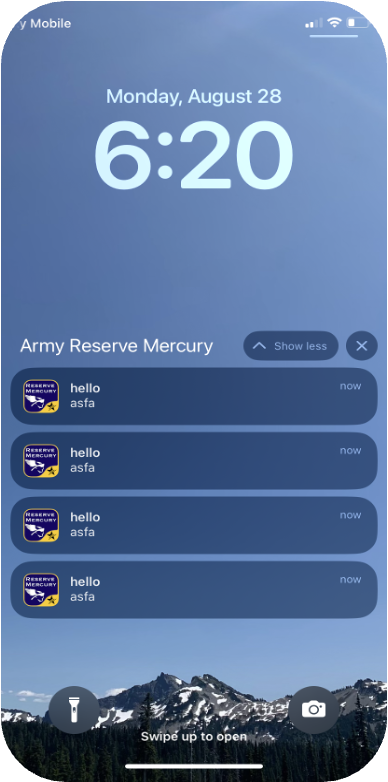 y Mobile
Monday, August 28
6:20
Army Reserve Mercury
Show less
RESERVE
MERCURY
hello
now
asfa
RESERVE
MERCURY
hello
now
asfa
RESERVE
MERCURY
hello
now
asfa
RESERVE
MERCURY
hello
now
asfa
Swipe up to open